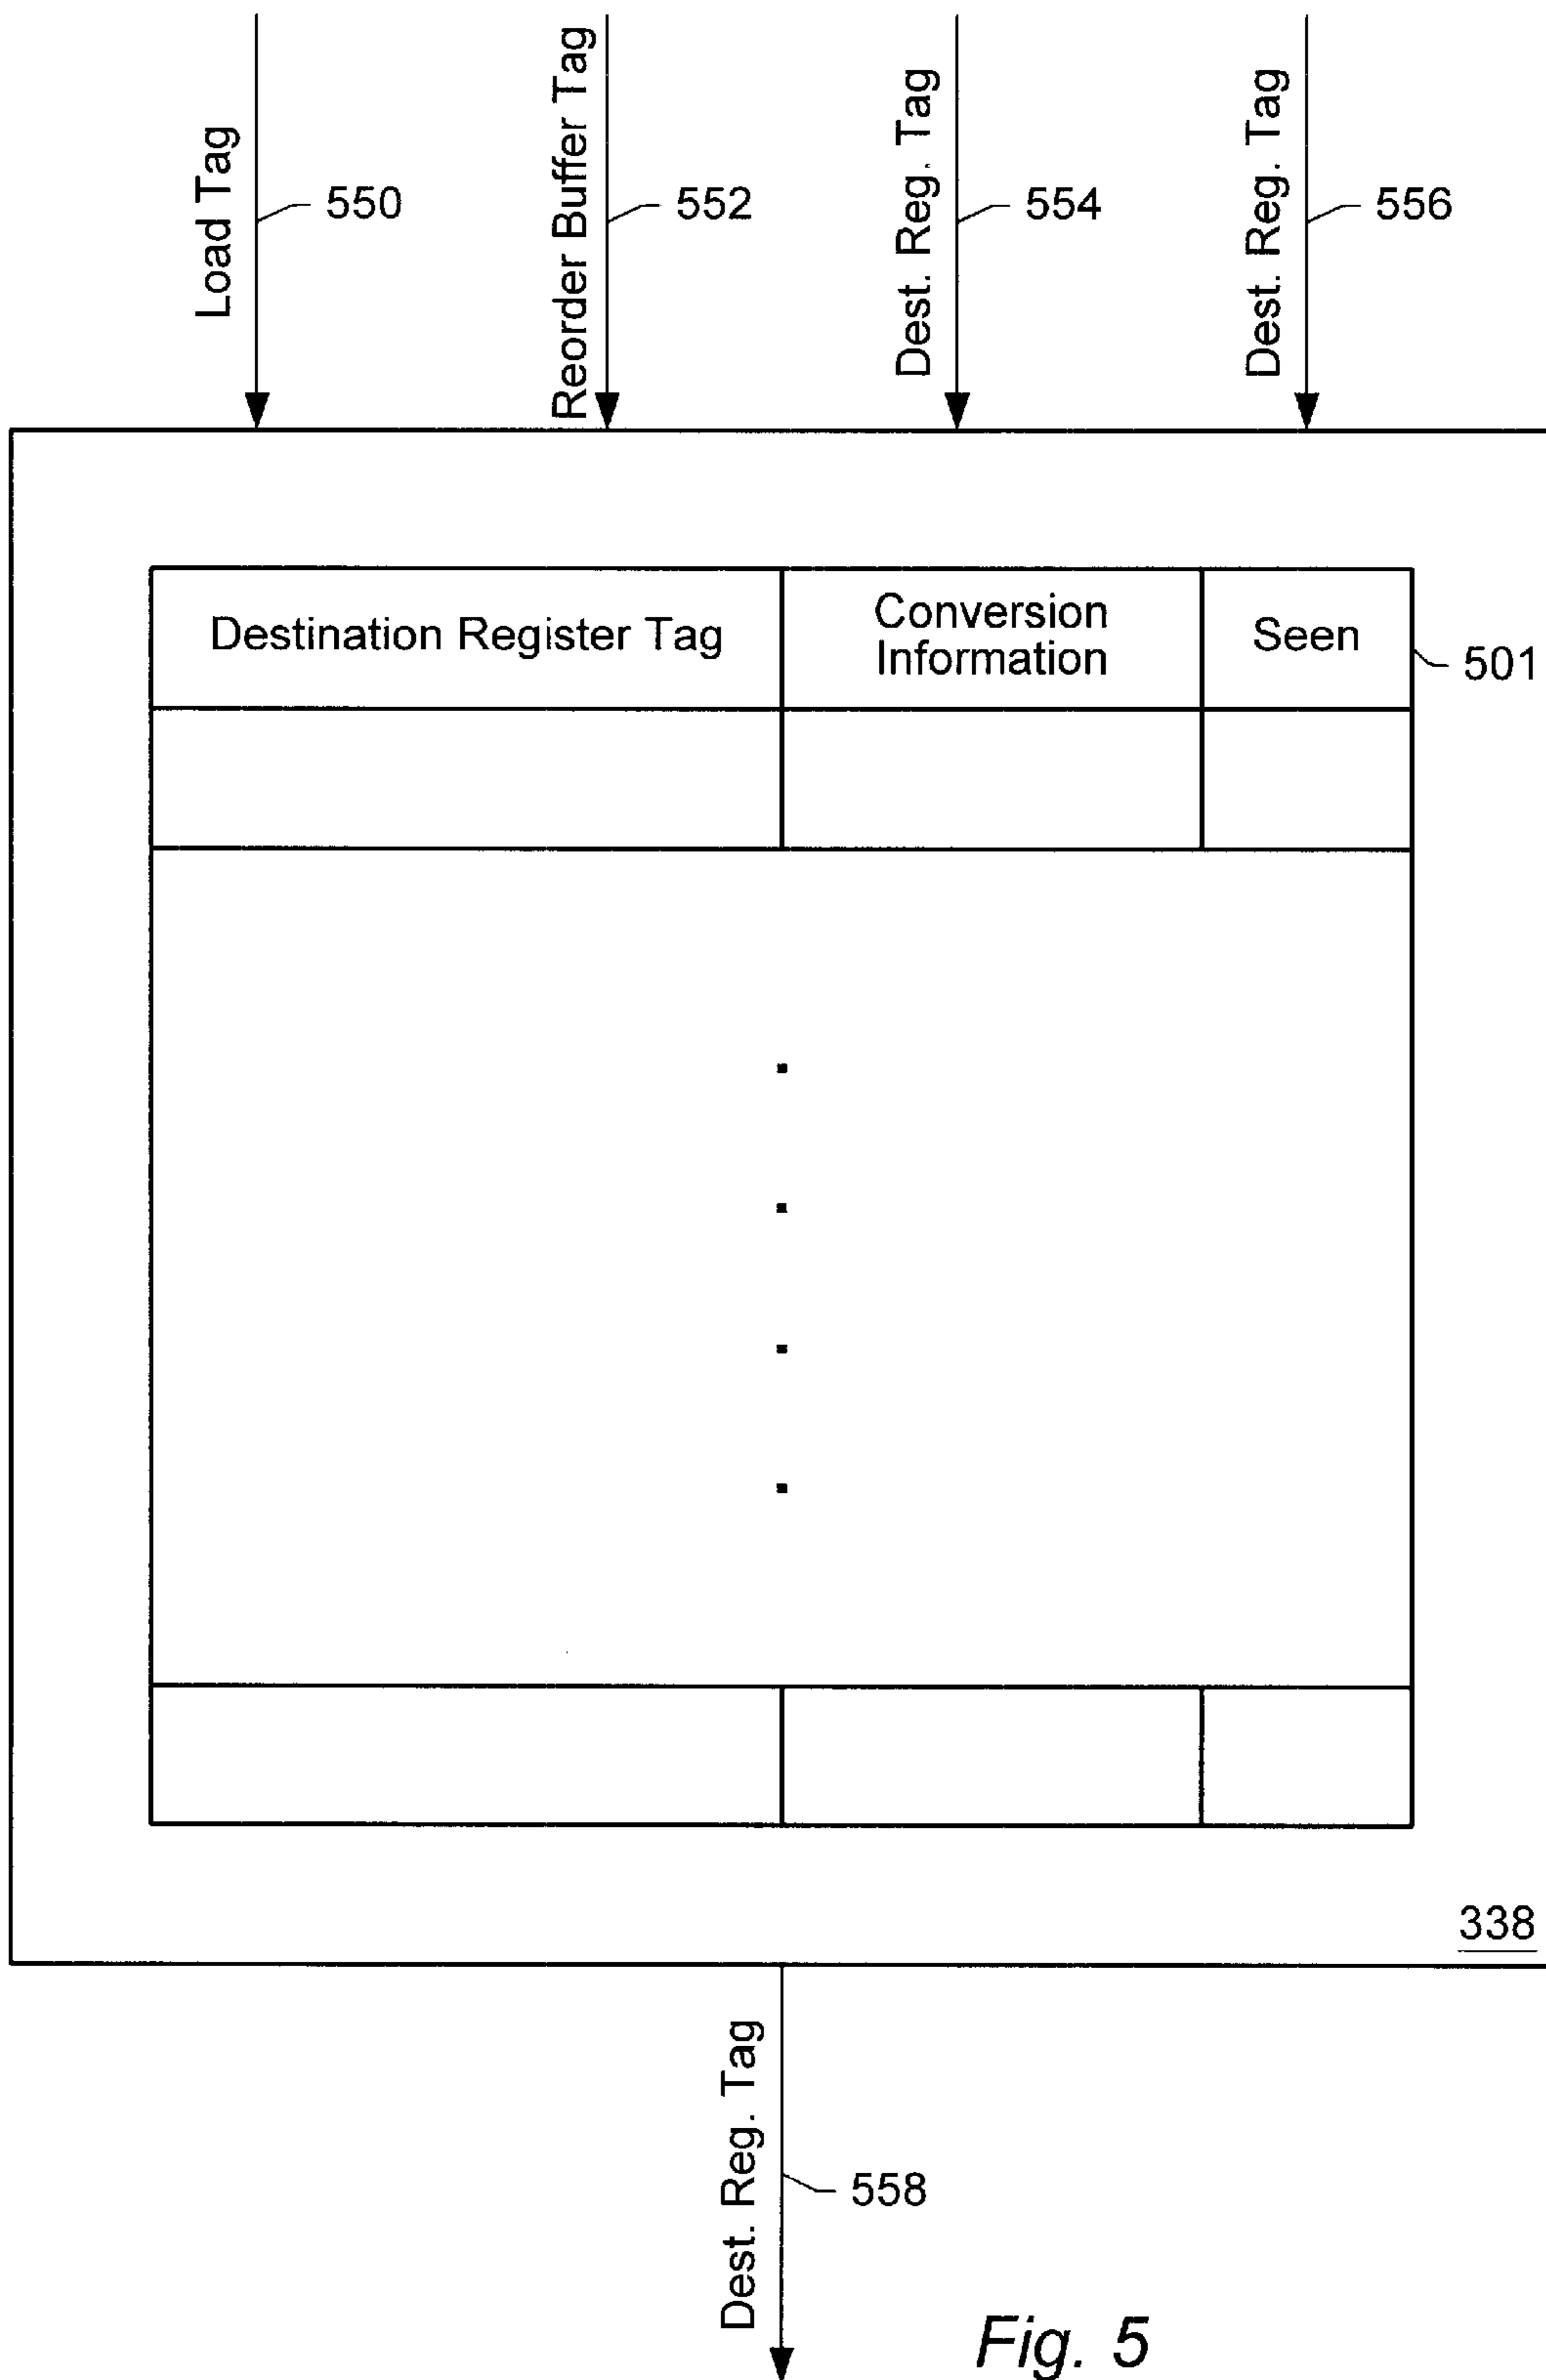 Load Tag
550
Reorder Buffer Tag
552
Dest. Reg. Tag
554
Dest. Reg. Tag
556
Destination Register Tag
Conversion
Information
Seen
501
338
Dest. Reg. Tag
558
Fig. 5